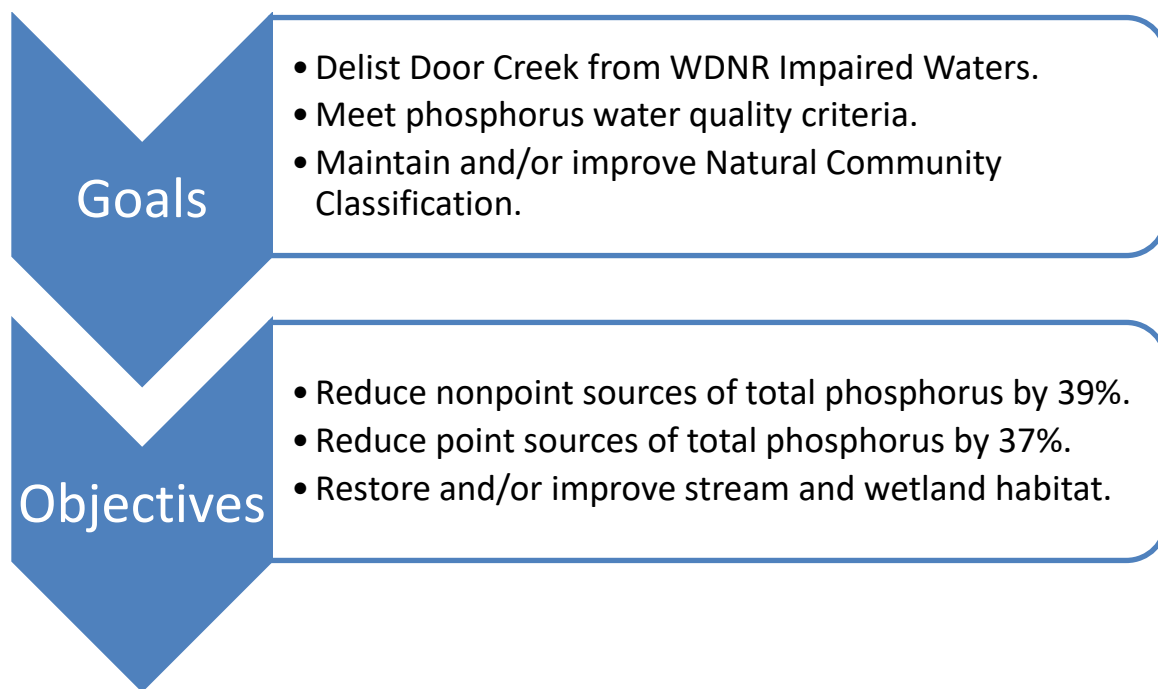 Goals
• Delist Door Creek from WDNR Impaired Waters.
• Meet phosphorus water quality criteria.
• Maintain and/or improve Natural Community
Classification.
Objectives
• Reduce nonpoint sources of total phosphorus by 39%.
• Reduce point sources of total phosphorus by 37%.
• Restore and/or improve stream and wetland habitat.